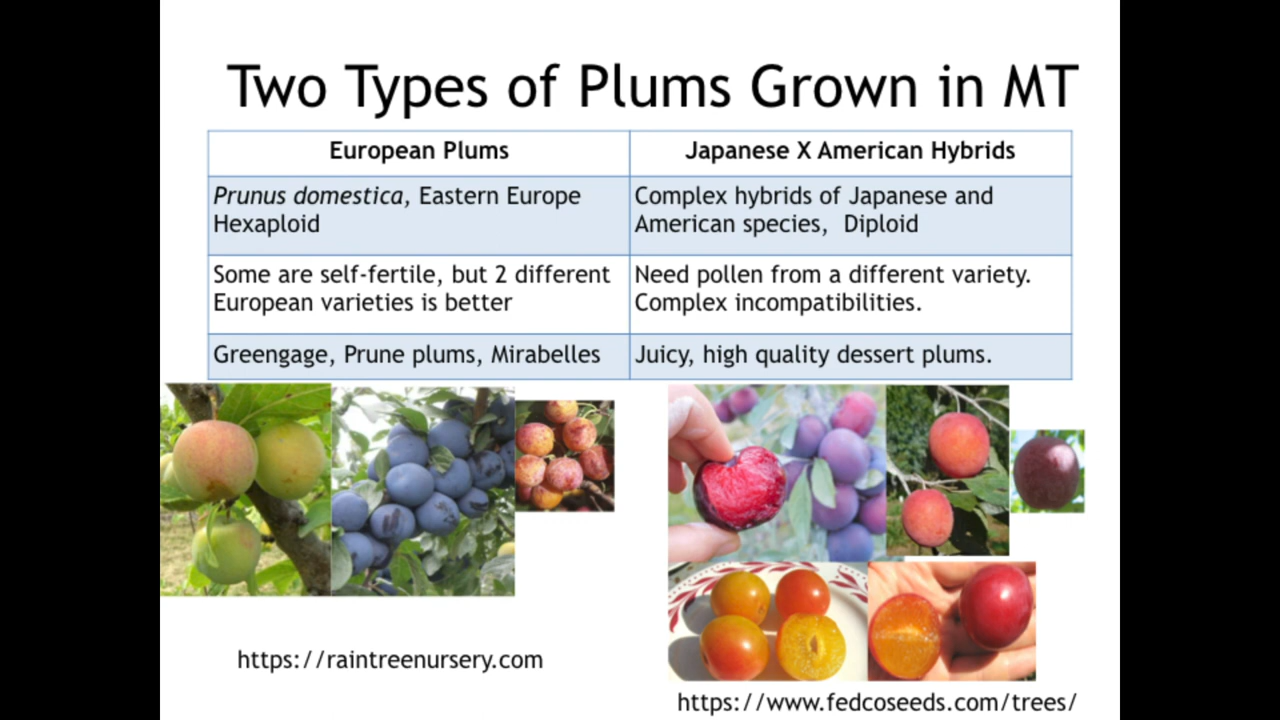 Two Types of Plums Grown in MT
European Plums
Japanese X American Hybrids
Prunus domestica, Eastern Europe
Hexaploid
Complex hybrids of Japanese and
American species, Diploid
Some are self-fertile, but 2 different
European varieties is better
Need pollen from a different variety.
Complex incompatibilities.
Greengage, Prune plums, Mirabelles
Juicy, high quality dessert plums.
https://raintreenursery.com
https://www.fedcoseeds.com/trees/